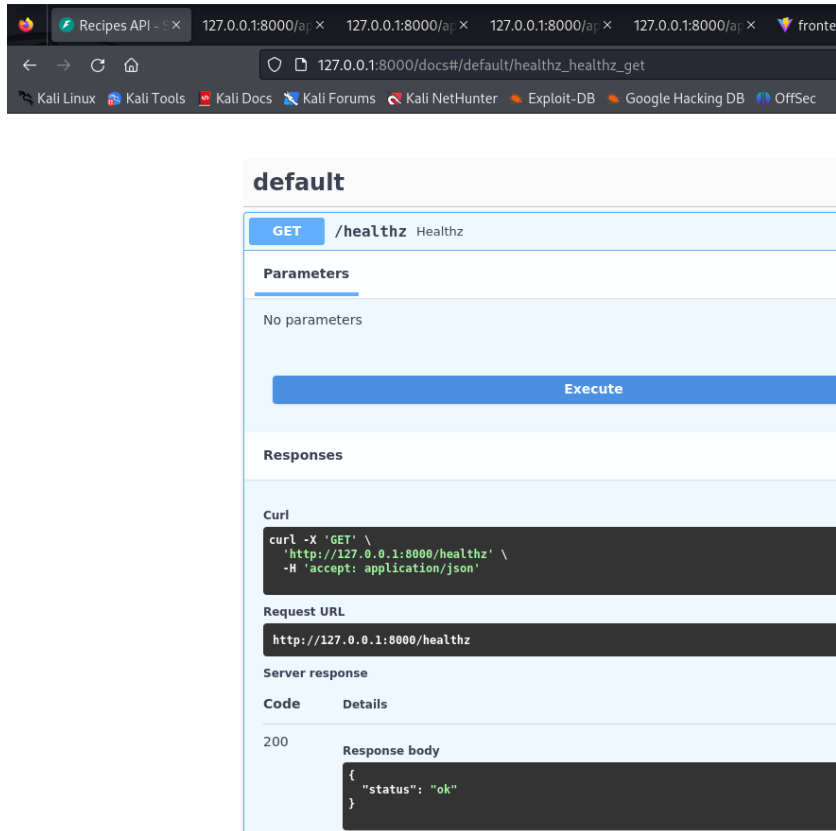 Recipes API - S 127.0.0.1:8000/ap 127.0.0.1:8000/ap 127.0.0.1:8000/ap 127.0.0.1:8000/ap fronte
127.0.0.1:8000/docs#/default/healthz_healthz_get
Kali Linux Kali Tools Kali Docs Kali Forums Kali NetHunter Exploit-DB Google Hacking DB OffSec
default
GET /healthz Healthz
Parameters
No parameters
Execute
Responses
Curl
curl -X 'GET' \
'http://127.0.0.1:8000/healthz' \
-H 'accept: application/json'
Request URL
http://127.0.0.1:8000/healthz
Server response
Code Details
200
Response body
{
"status": "ok"
}